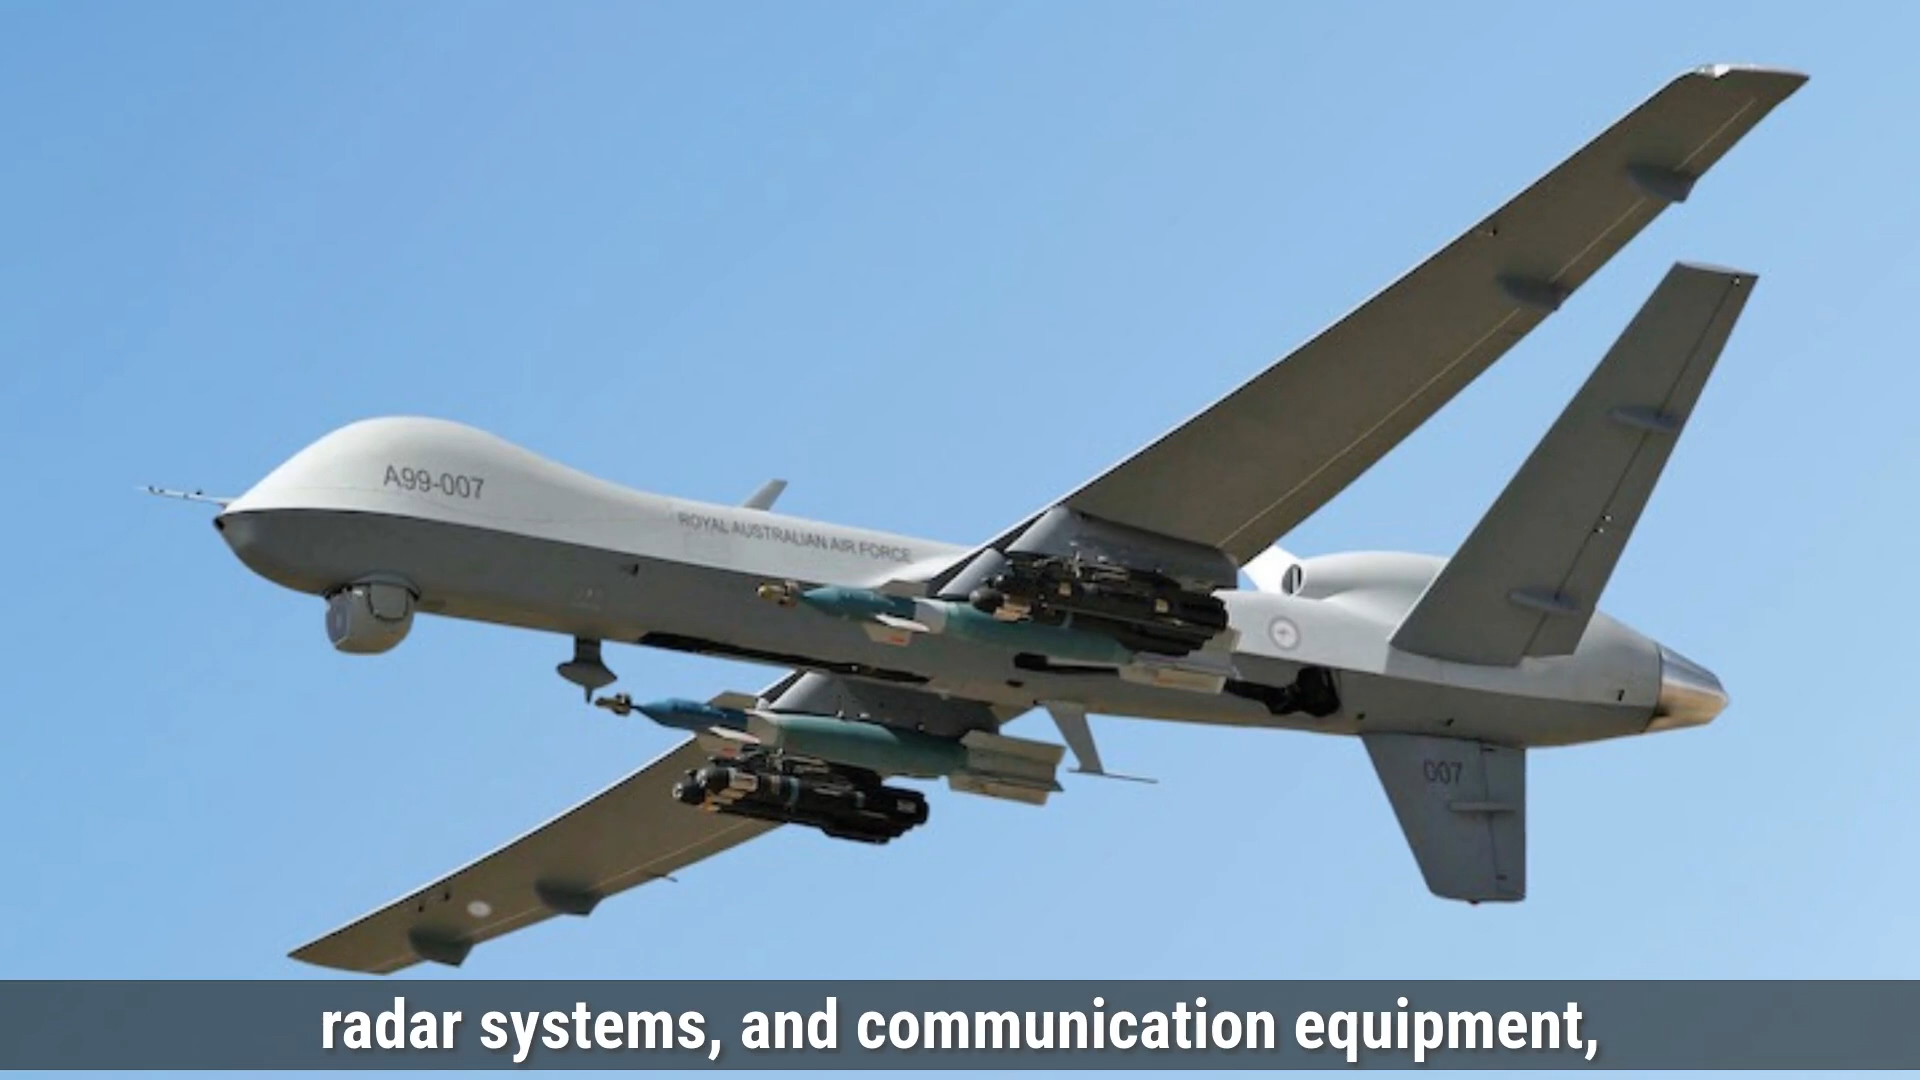 A99-007
ROYAL AUSTRALIAN AIR FORCE
007
radar systems, and communication equipment,